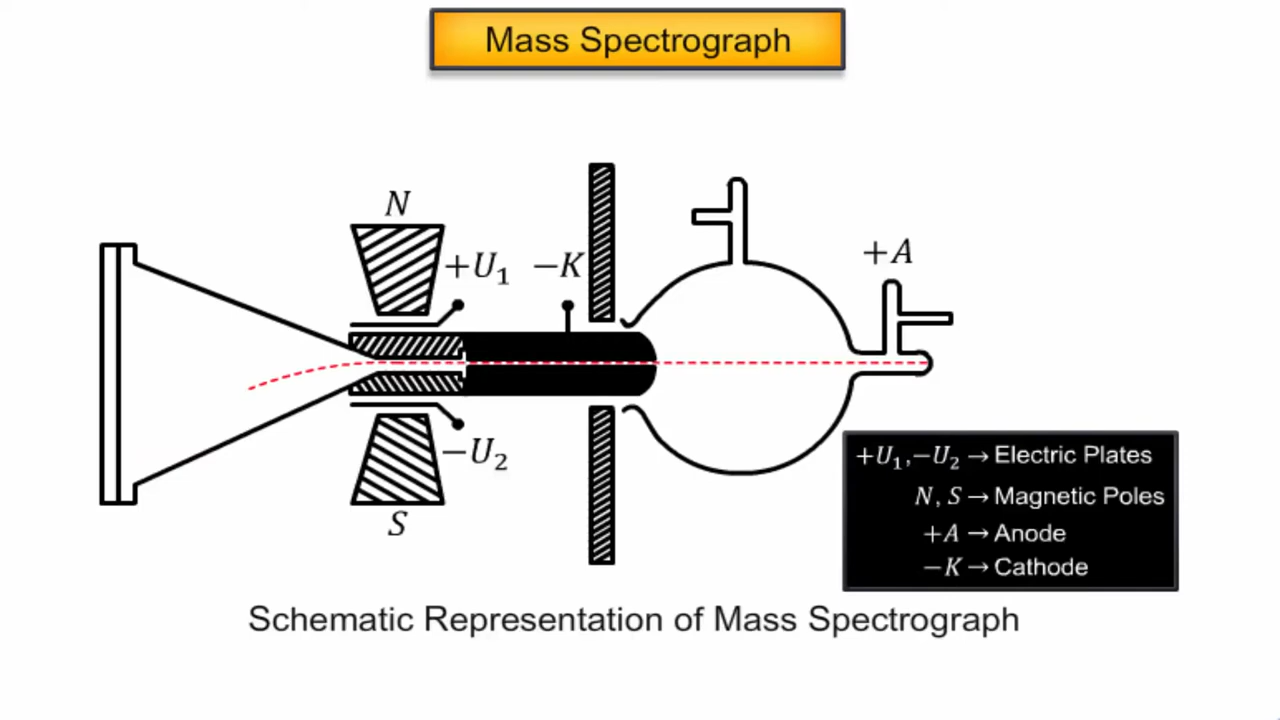 Mass Spectrograph
N
+U₁
−K
+A
−U₂
S
+U₁,−U₂ → Electric Plates
N, S → Magnetic Poles
+A → Anode
−K → Cathode
Schematic Representation of Mass Spectrograph